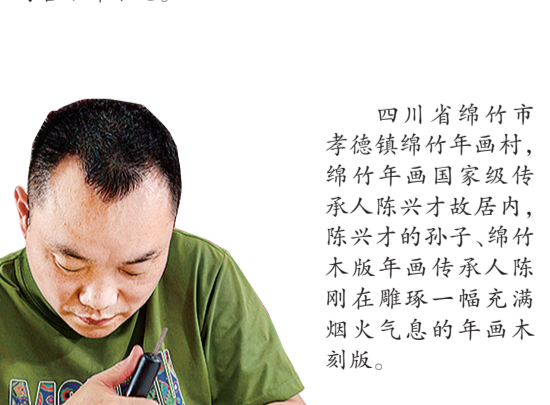 四川省绵竹市
孝德镇绵竹年画村，
绵竹年画国家级传
承人陈兴才故居内，
陈兴才的孙子、绵竹
木版年画传承人陈
刚在雕琢一幅充满
烟火气息的年画木
刻版。